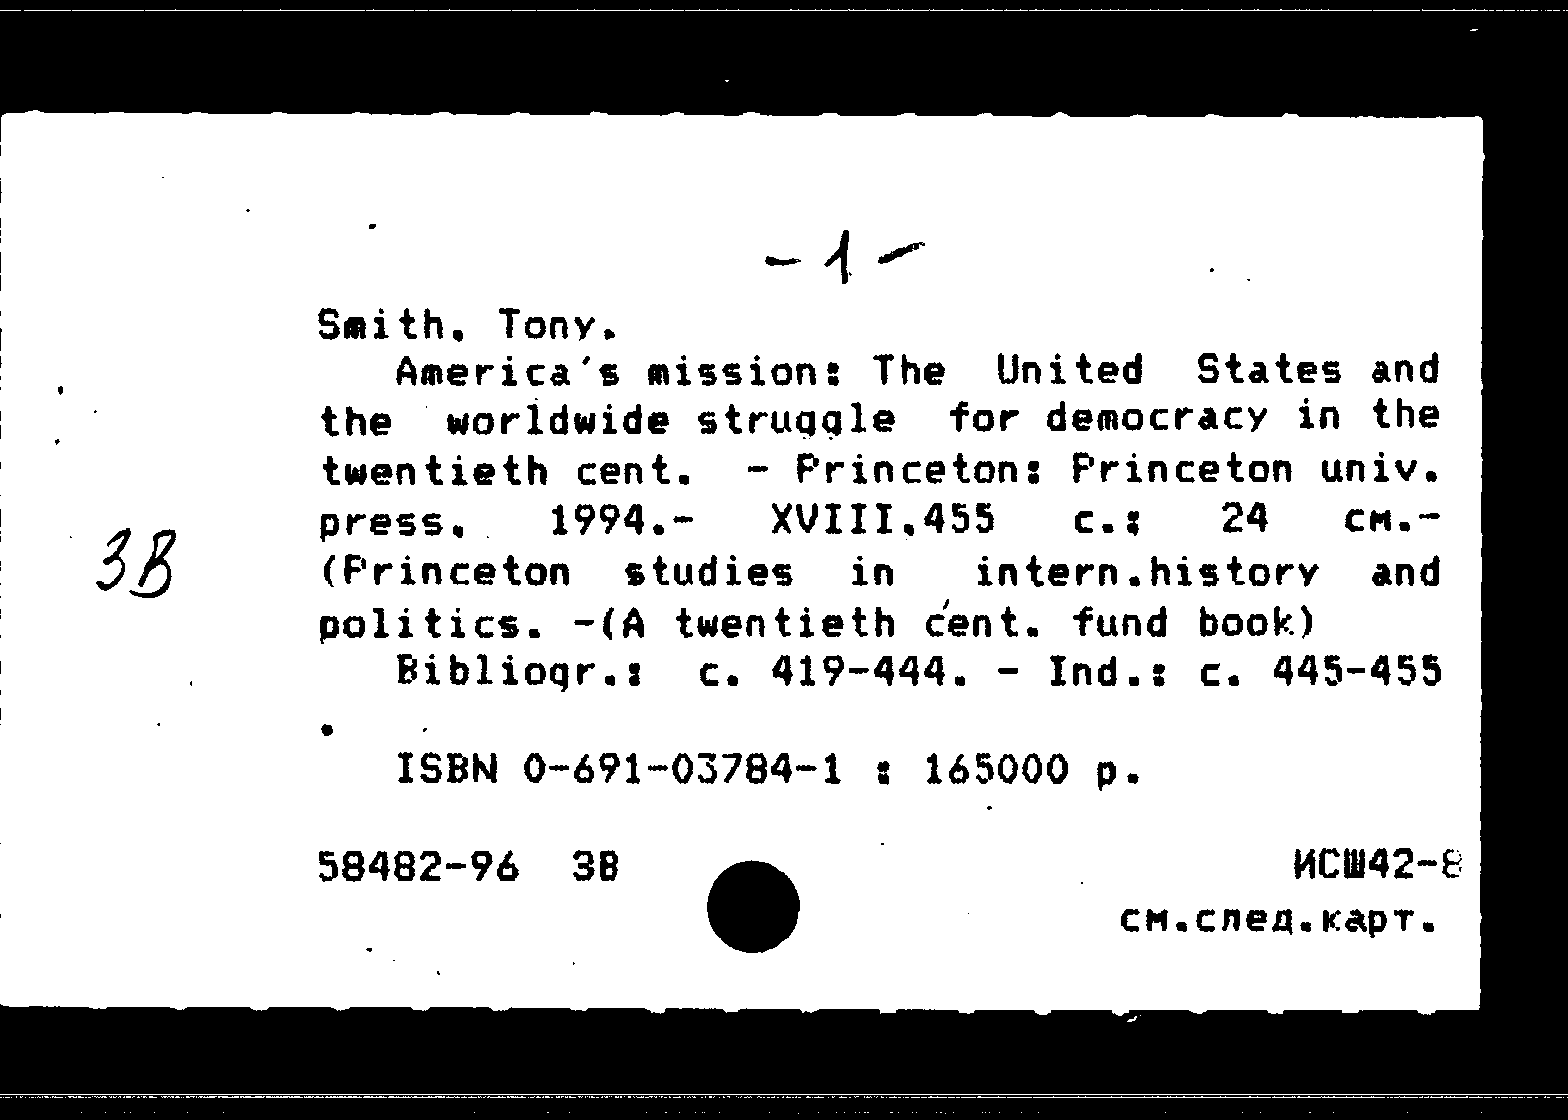 - 1 -
Smith, Tony.
America's mission: The United States and
the worldwide struggle for democracy in the
twentieth cent. - Princeton: Princeton univ.
press, 1994.- XVIII,455 с.; 24 см.-
(Princeton studies in intern.history and
politics. -(A twentieth cent. fund book)
Bibliogr.: с. 419-444. - Ind.: с. 445-455
.
ISBN 0-691-03784-1 : 165000 р.
ЗВ
58482-96 ЗВ ИСШ42-8
см.след.карт.